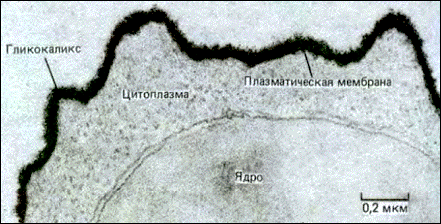 Гликокаликс
Цитоплазма
Плазматическая мембрана
Ядро
0,2 мкм